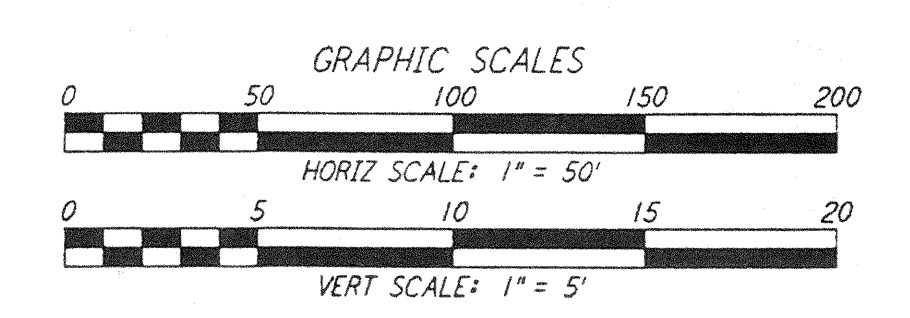 GRAPHIC SCALES
0 50 100 150 200
HORIZ SCALE: 1" = 50'
0 5 10 15 20
VERT SCALE: 1" = 5'